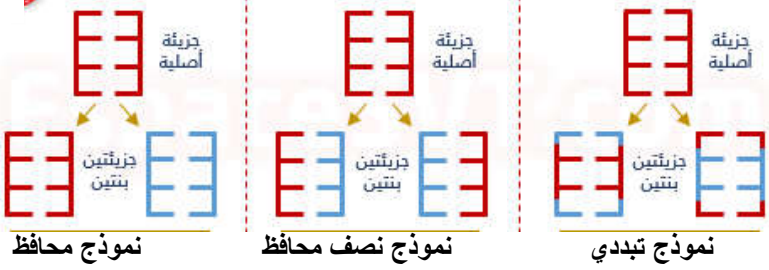 جزيئة
أصلية
جزيئتين
بنتين
نموذج تبددي
جزيئة
أصلية
جزيئتين
بنتين
نموذج نصف محافظ
جزيئة
أصلية
جزيئتين
بنتين
نموذج محافظ